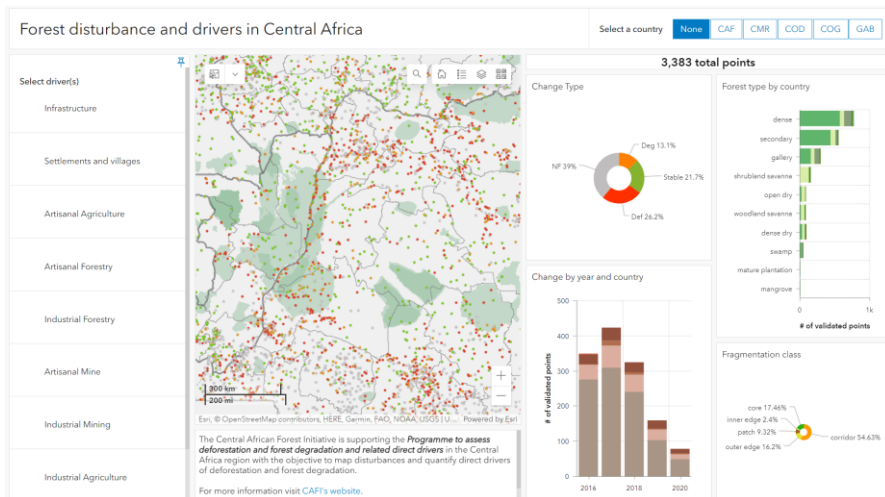 Forest disturbance and drivers in Central Africa
Select a country
None
CAF
CMR
COD
COG
GAB
Select driver(s)
Infrastructure
Settlements and villages
Artisanal Agriculture
Artisanal Forestry
Industrial Forestry
Artisanal Mine
Industrial Mining
Industrial Agriculture
300 km
200 mi
Esri, © OpenStreetMap contributors, HERE, Garmin, FAO, NOAA, USGS | U... Powered by Esri
The Central African Forest Initiative is supporting the Programme to assess
deforestation and forest degradation and related direct drivers in the Central
Africa region with the objective to map disturbances and quantify direct drivers
of deforestation and forest degradation.
For more information visit CAFI's website.
3,383 total points
Change Type
Deg 13.1%
NF 39%
Stable 21.7%
Def 26.2%
Change by year and country
# of validated points
500
400
300
200
100
0
2016
2018
2020
Forest type by country
dense
secondary
gallery
shrublend savenna
open dry
woodlend savenna
dense dry
swamp
mature plantation
mangrove
0
1k
# of validated points
Fragmentation class
core 17.46%
inner edge 2.4%
patch 9.32%
corridor 54.63%
outer edge 16.2%